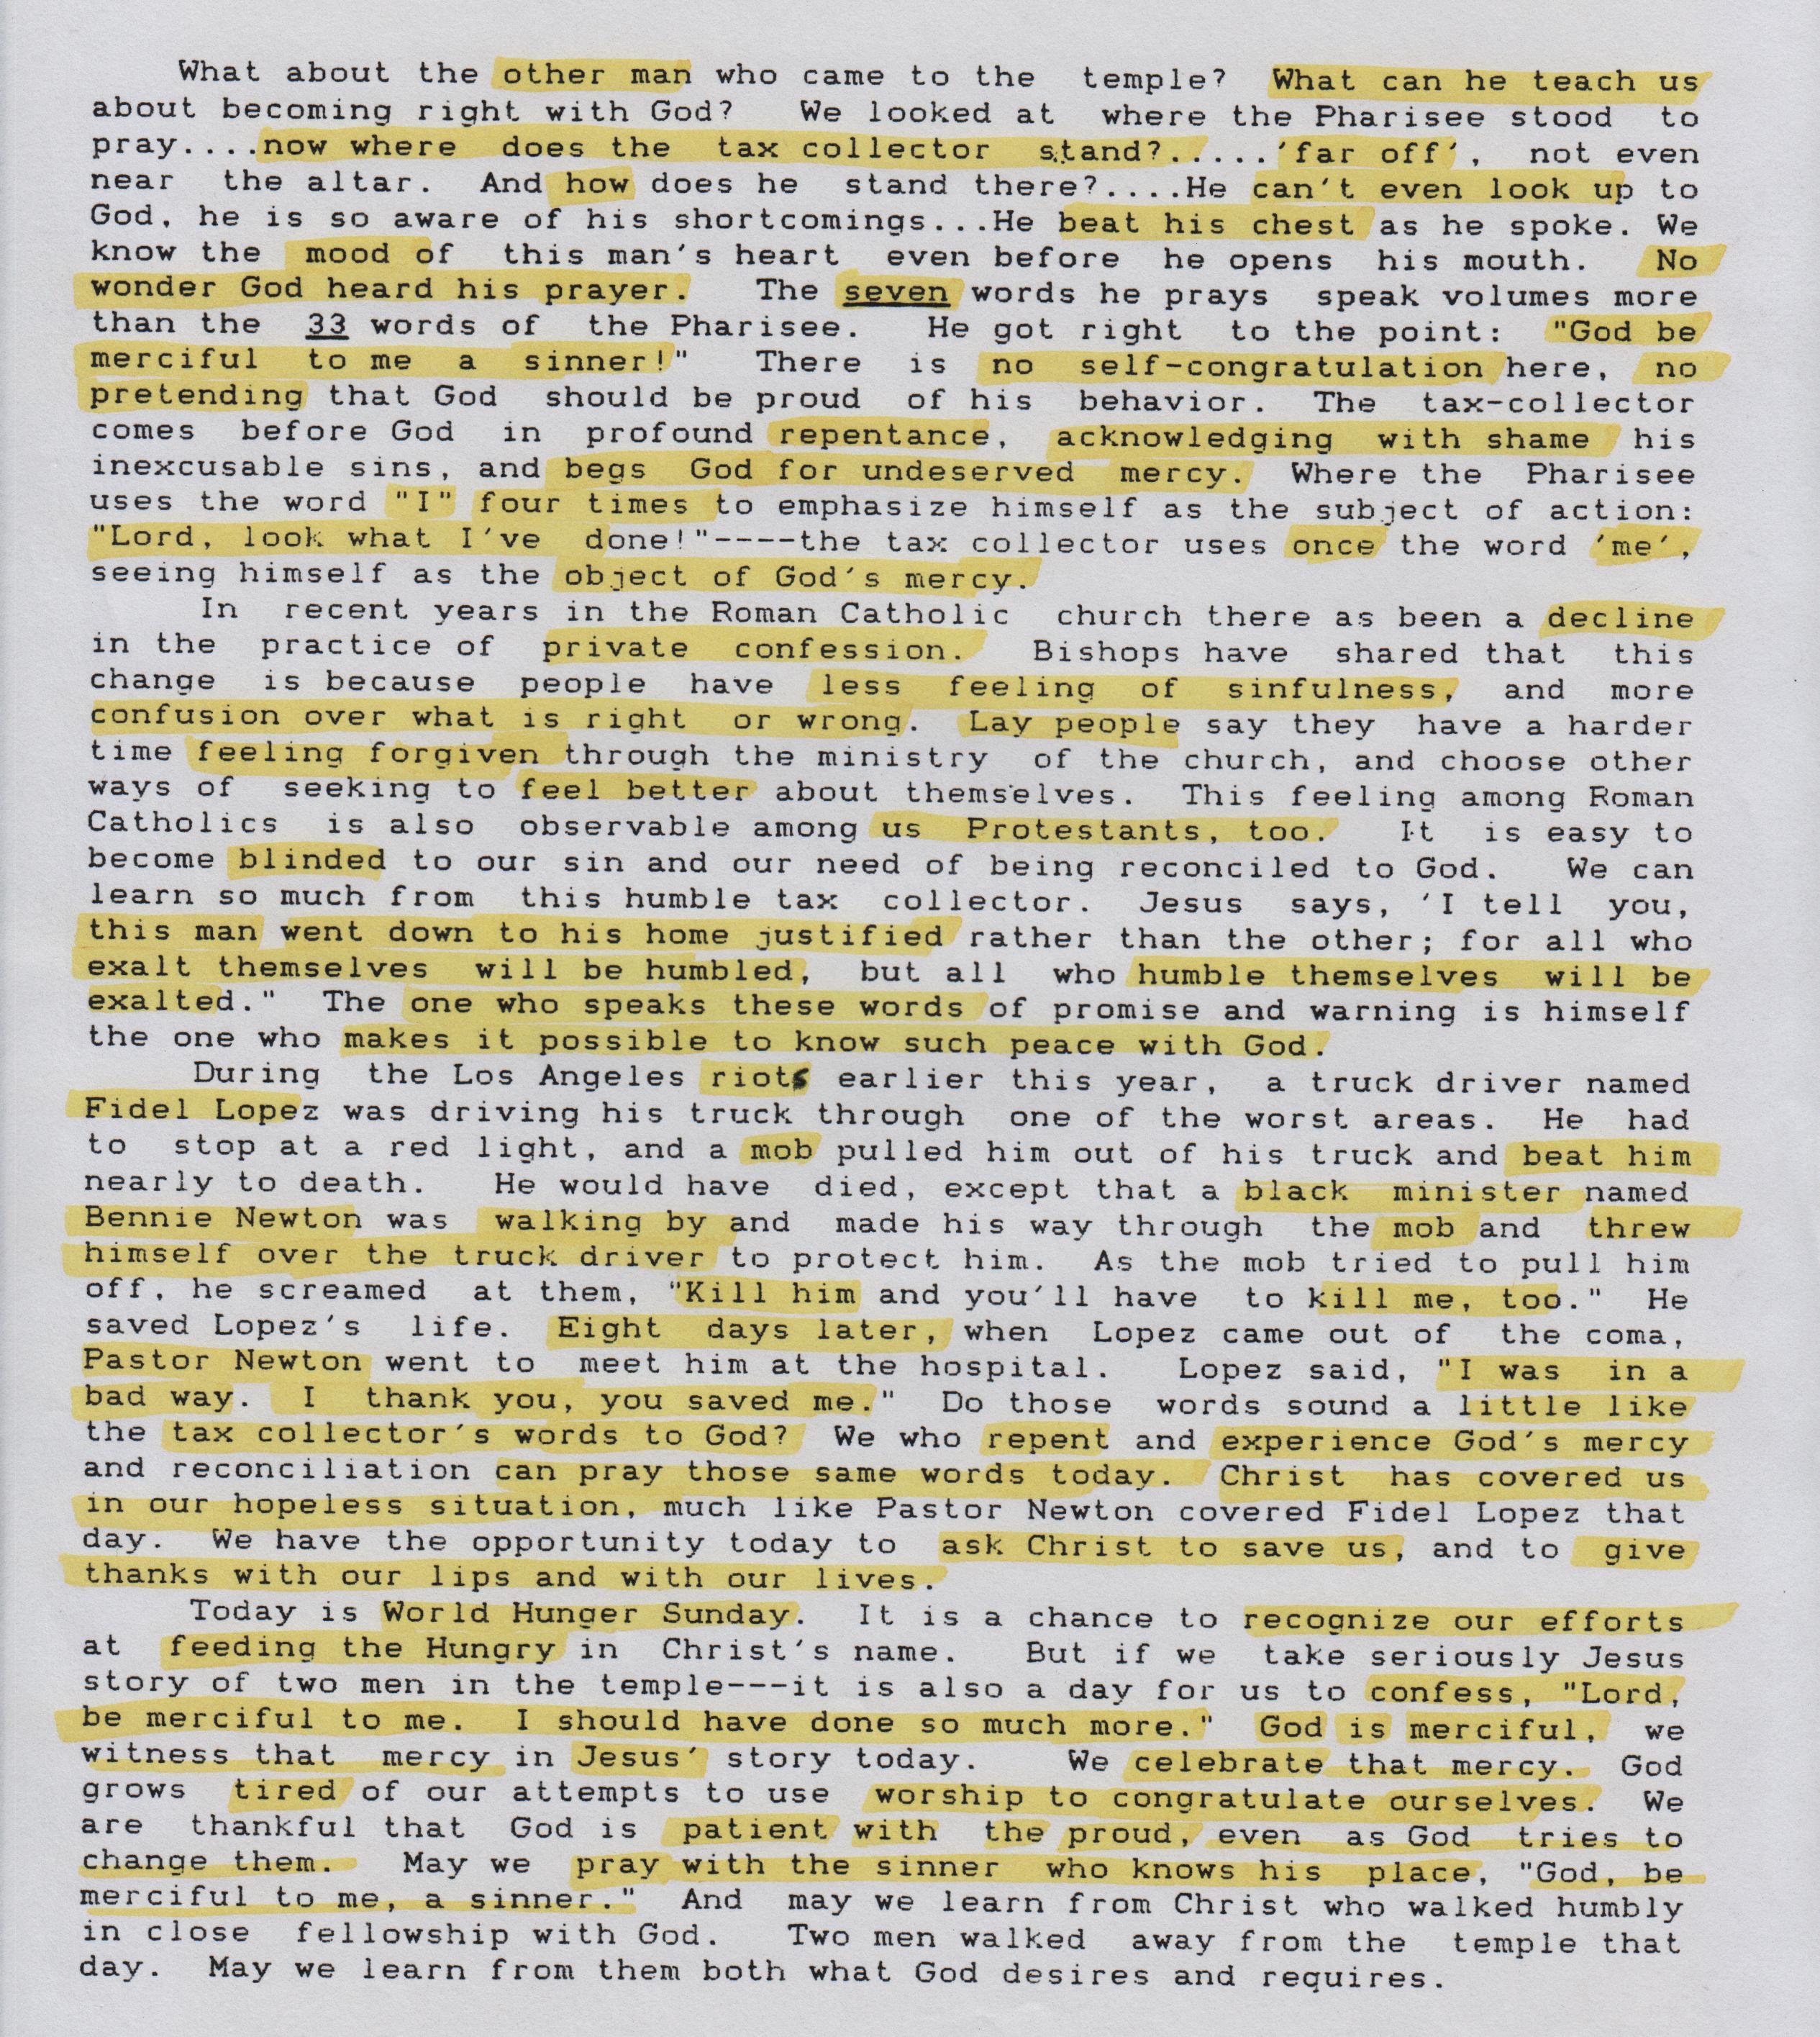 What about the other man who came to the temple? What can he teach us
about becoming right with God? We looked at where the Pharisee stood to
pray....now where does the tax collector stand?.....'far off', not even
near the altar. And how does he stand there?....He can't even look up to
God, he is so aware of his shortcomings...He beat his chest as he spoke. We
know the mood of this man's heart even before he opens his mouth. No
wonder God heard his prayer. The seven words he prays speak volumes more
than the 33 words of the Pharisee. He got right to the point: "God be
merciful to me a sinner!" There is no self-congratulation here, no
pretending that God should be proud of his behavior. The tax-collector
comes before God in profound repentance, acknowledging with shame his
inexcusable sins, and begs God for undeserved mercy. Where the Pharisee
uses the word "I" four times to emphasize himself as the subject of action:
"Lord, look what I've done!"----the tax collector uses once the word 'me',
seeing himself as the object of God's mercy.
In recent years in the Roman Catholic church there as been a decline
in the practice of private confession. Bishops have shared that this
change is because people have less feeling of sinfulness, and more
confusion over what is right or wrong. Lay people say they have a harder
time feeling forgiven through the ministry of the church, and choose other
ways of seeking to feel better about themselves. This feeling among Roman
Catholics is also observable among us Protestants, too. It is easy to
become blinded to our sin and our need of being reconciled to God. We can
learn so much from this humble tax collector. Jesus says, 'I tell you,
this man went down to his home justified rather than the other; for all who
exalt themselves will be humbled, but all who humble themselves will be
exalted." The one who speaks these words of promise and warning is himself
the one who makes it possible to know such peace with God.
During the Los Angeles riots earlier this year, a truck driver named
Fidel Lopez was driving his truck through one of the worst areas. He had
to stop at a red light, and a mob pulled him out of his truck and beat him
nearly to death. He would have died, except that a black minister named
Bennie Newton was walking by and made his way through the mob and threw
himself over the truck driver to protect him. As the mob tried to pull him
off, he screamed at them, "Kill him and you'll have to kill me, too." He
saved Lopez's life. Eight days later, when Lopez came out of the coma,
Pastor Newton went to meet him at the hospital. Lopez said, "I was in a
bad way. I thank you, you saved me." Do those words sound a little like
the tax collector's words to God? We who repent and experience God's mercy
and reconciliation can pray those same words today. Christ has covered us
in our hopeless situation, much like Pastor Newton covered Fidel Lopez that
day. We have the opportunity today to ask Christ to save us, and to give
thanks with our lips and with our lives.
Today is World Hunger Sunday. It is a chance to recognize our efforts
at feeding the Hungry in Christ's name. But if we take seriously Jesus
story of two men in the temple---it is also a day for us to confess, "Lord,
be merciful to me. I should have done so much more." God is merciful, we
witness that mercy in Jesus' story today. We celebrate that mercy. God
grows tired of our attempts to use worship to congratulate ourselves. We
are thankful that God is patient with the proud, even as God tries to
change them. May we pray with the sinner who knows his place, "God, be
merciful to me, a sinner." And may we learn from Christ who walked humbly
in close fellowship with God. Two men walked away from the temple that
day. May we learn from them both what God desires and requires.